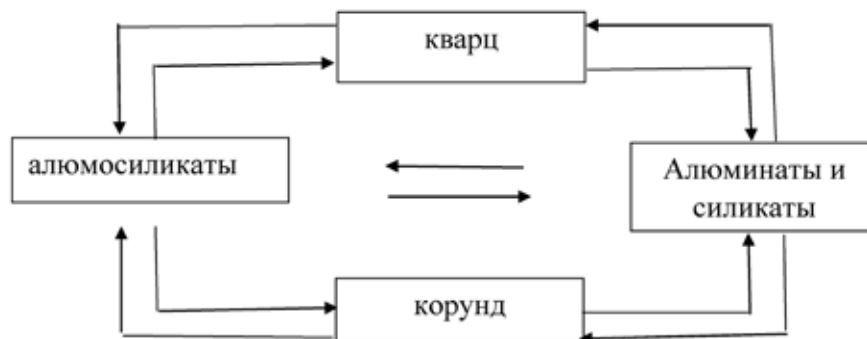 кварц
алюмосиликаты
Алюминаты и
силикаты
корунд